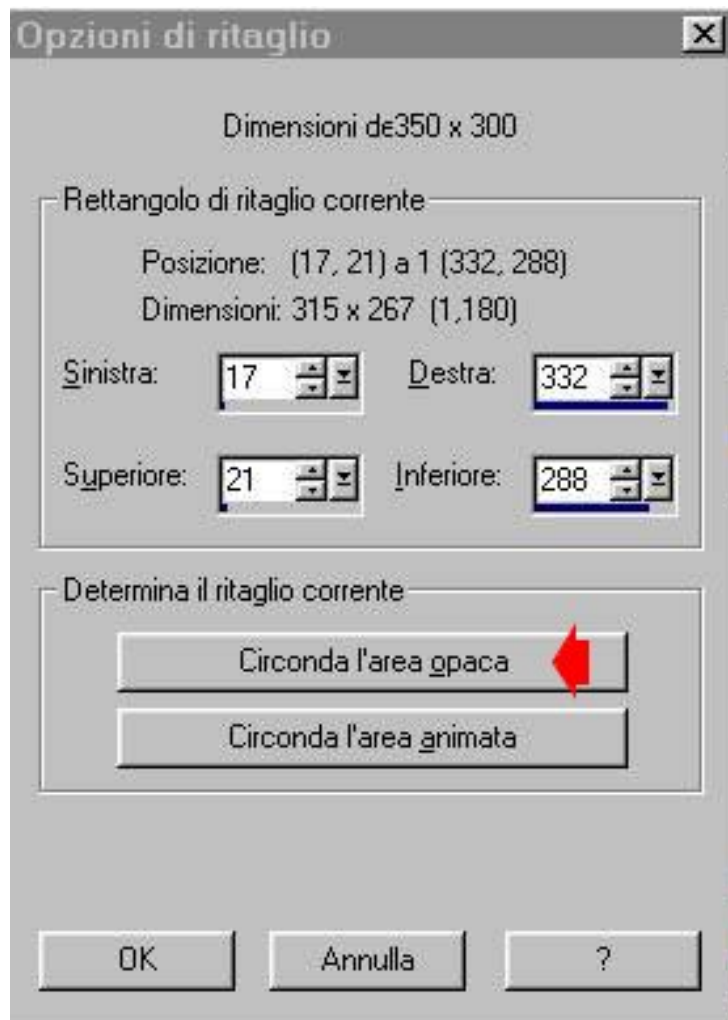 Opzioni di ritaglio
Dimensioni de350 x 300
Rettangolo di ritaglio corrente
Posizione: (17, 21) a 1 (332, 288)
Dimensioni: 315 x 267 (1,180)
Sinistra: 17 Destra: 332
Superiore: 21 Inferiore: 288
Determina il ritaglio corrente
Circonda l'area opaca
Circonda l'area animata
OK Annulla ?